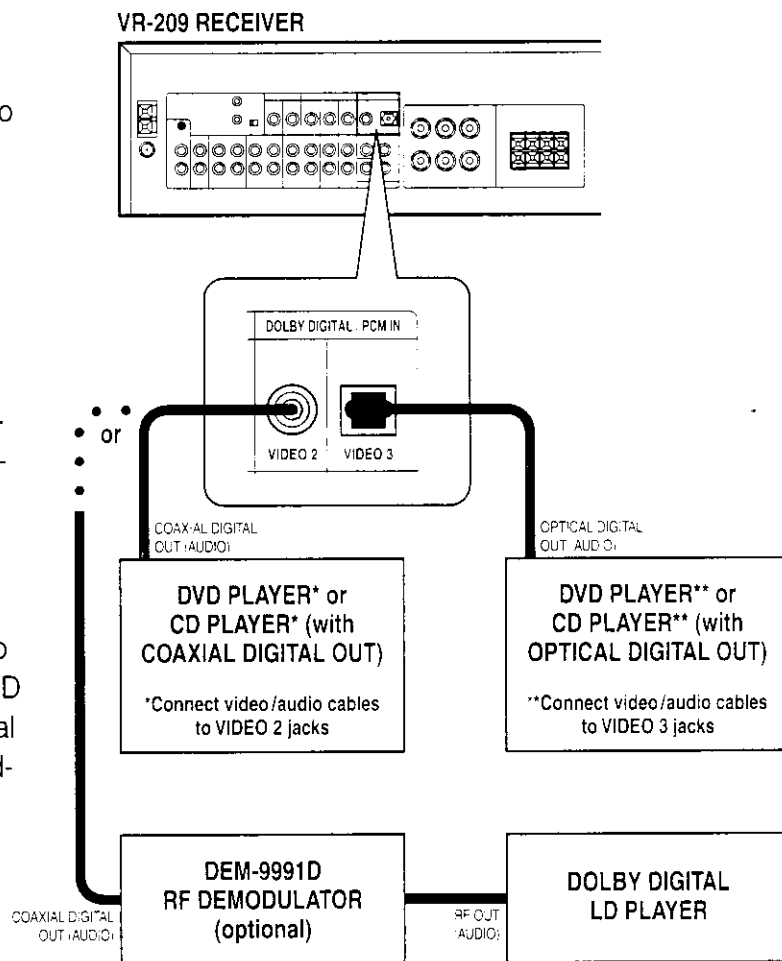 VR-209 RECEIVER
o
DOLBY DIGITAL . PCM IN
VIDEO 2
VIDEO 3
or
-
-
COAXIAL DIGITAL
OUT (AUDIO)
OPTICAL DIGITAL
OUT (AUDIO)
DVD PLAYER* or
CD PLAYER* (with
COAXIAL DIGITAL OUT)
*Connect video/audio cables
to VIDEO 2 jacks
DVD PLAYER** or
CD PLAYER** (with
OPTICAL DIGITAL OUT)
**Connect video/audio cables
to VIDEO 3 jacks
o
D
al
d-
DEM-9991D
RF DEMODULATOR
(optional)
DOLBY DIGITAL
LD PLAYER
COAXIAL DIGITAL
OUT (AUDIO)
RF OUT
(AUDIO)